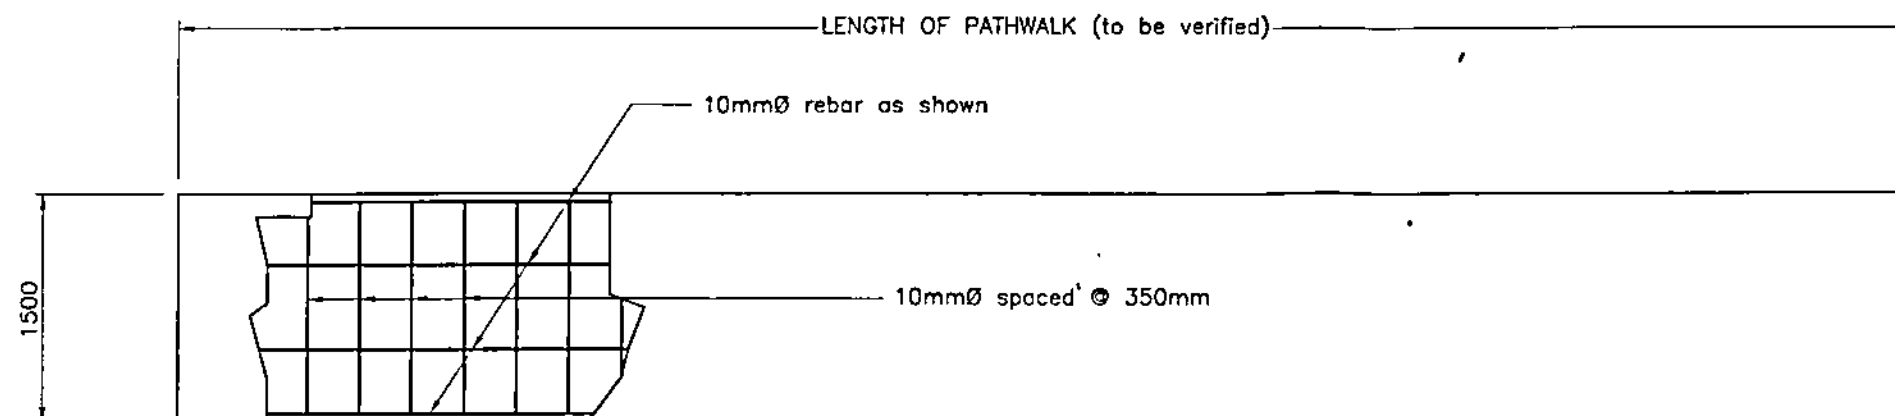 LENGTH OF PATHWALK (to be verified)
10mmØ rebar as shown
10mmØ spaced @ 350mm
1500